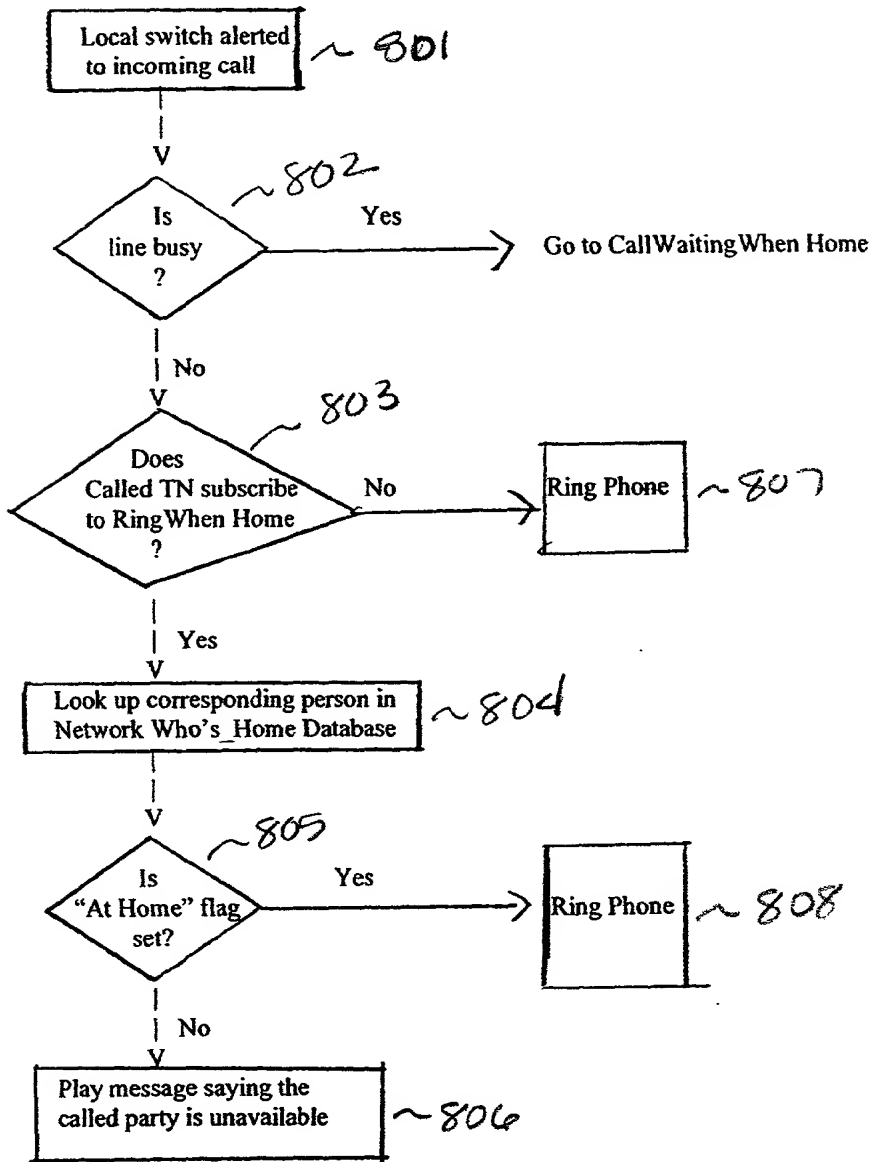 Local switch alerted
to incoming call
~ 801
V
~802
Is
line busy
?
Yes
Go to CallWaitingWhen Home
No
V
803
Does
Called TN subscribe
to RingWhen Home
?
No
Ring Phone
~ 807
Yes
V
Look up corresponding person in
Network Who's_Home Database
~ 804
V
~805
Is
“At Home” flag
set?
Yes
Ring Phone
~ 808
No
V
Play message saying the
called party is unavailable
~ 806